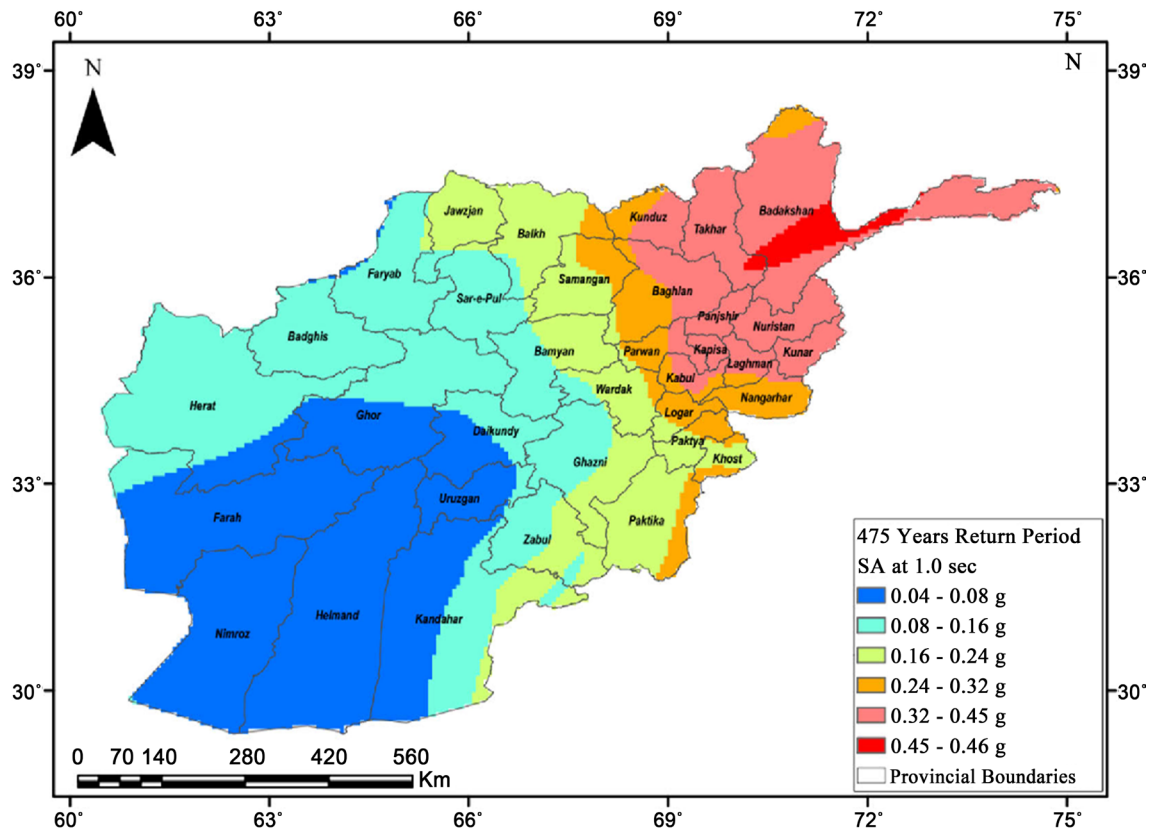 60° 63° 66° 69° 72° 75°
39° 39°
N N
Jawzjan
Balkh
Kunduz
Takhar
Badakshan
36° 36°
Faryab
Samangan
Sar-e-Pul
Baghlan
Badghis
Panjshir
Nuristan
Bamyan
Parwan
Kapisa
Kunar
Laghman
Kabul
Wardak
Herat
Nangarhar
Ghor
Logar
Daikundy
Paktya
Khost
Ghazni
33° 33°
Uruzgan
Farah
Paktika
Zabul
Helmand
Kandahar
Nimroz
30° 30°
475 Years Return Period
SA at 1.0 sec
0.04 - 0.08 g
0.08 - 0.16 g
0.16 - 0.24 g
0.24 - 0.32 g
0.32 - 0.45 g
0.45 - 0.46 g
Provincial Boundaries
0 70 140 280 420 560
Km
60° 63° 66° 69° 72° 75°